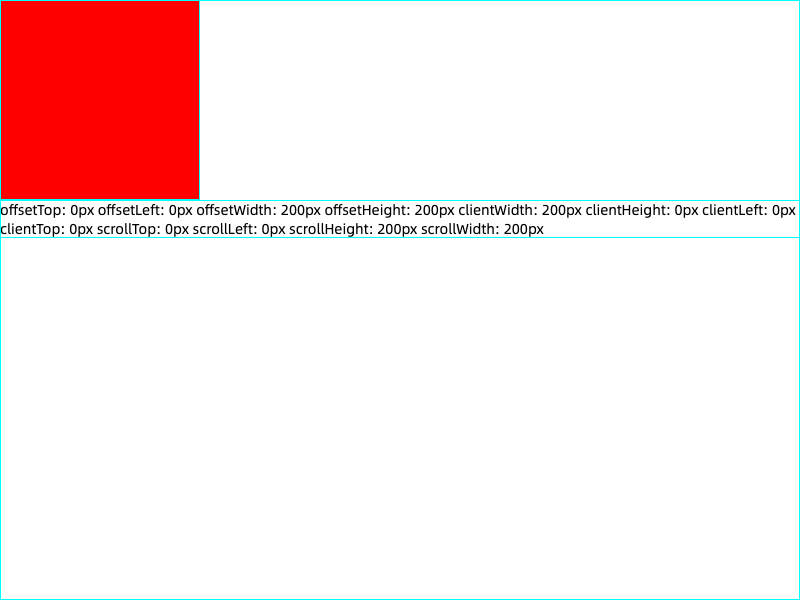 offsetTop: 0px offsetLeft: 0px offsetWidth: 200px offsetHeight: 200px clientWidth: 200px clientHeight: 0px clientLeft: 0px
clientTop: 0px scrollTop: 0px scrollLeft: 0px scrollHeight: 200px scrollWidth: 200px